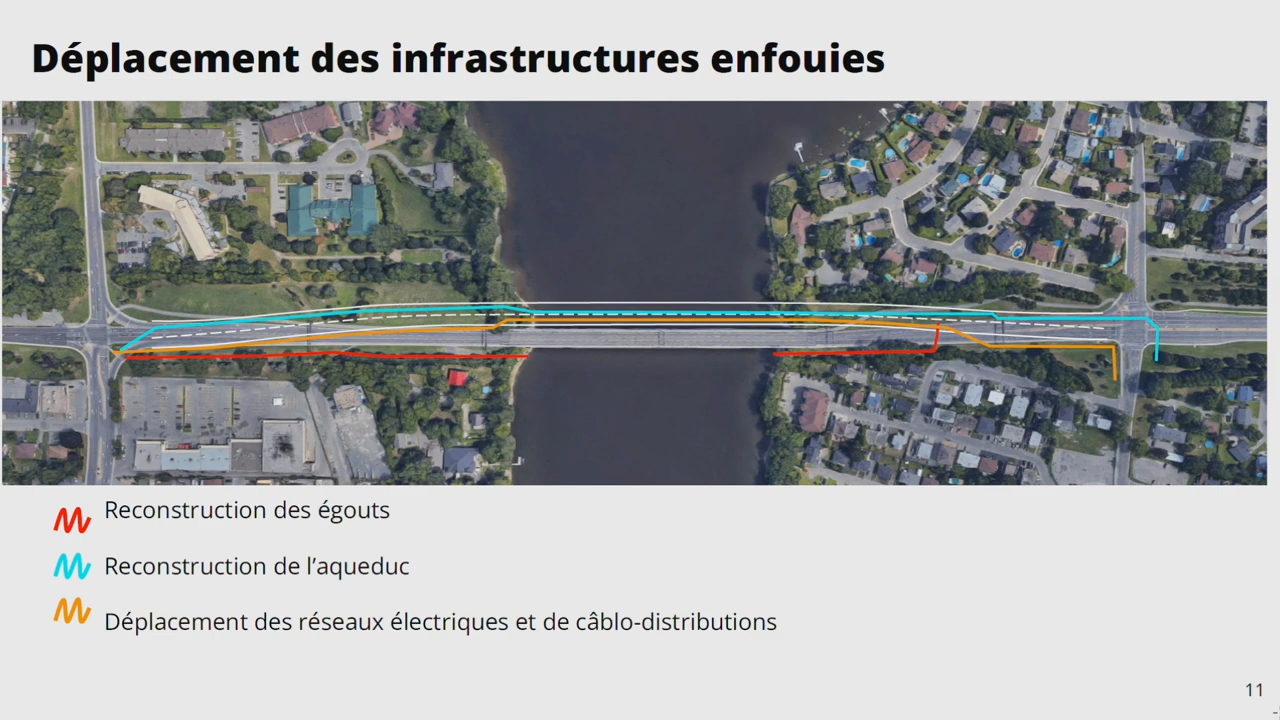 Déplacement des infrastructures enfouies
Reconstruction des égouts
Reconstruction de l’aqueduc
Déplacement des réseaux électriques et de câblo-distributions
11